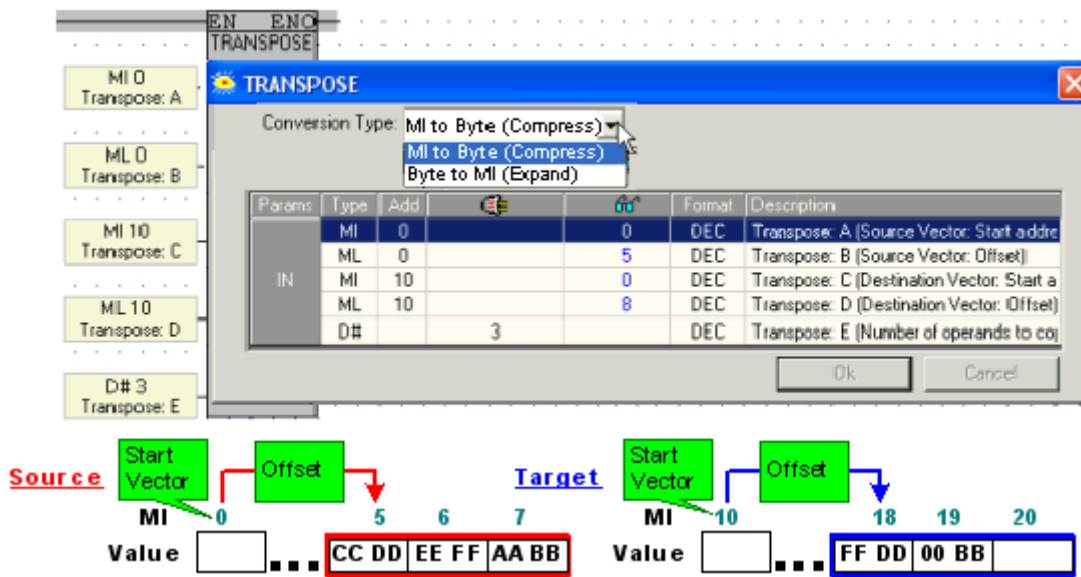 EN ENO
TRANSPOSE
MI 0
Transpose: A
ML 0
Transpose: B
MI 10
Transpose: C
ML 10
Transpose: D
D# 3
Transpose: E
TRANSPOSE
Conversion Type: MI to Byte (Compress)
MI to Byte (Compress)
Byte to MI (Expand)
Params Type Add Format Description
IN
MI 0 0 DEC Transpose: A (Source Vector: Start addre
ML 0 5 DEC Transpose: B (Source Vector: Offset)
MI 10 0 DEC Transpose: C (Destination Vector: Start a
ML 10 8 DEC Transpose: D (Destination Vector: Offset)
D# 3 DEC Transpose: E (Number of operands to co
Ok Cancel
Source
Start Vector
Offset
MI 0 5 6 7
Value CC DD EE FF AA BB
Target
Start Vector
Offset
MI 10 18 19 20
Value FF DD 00 BB